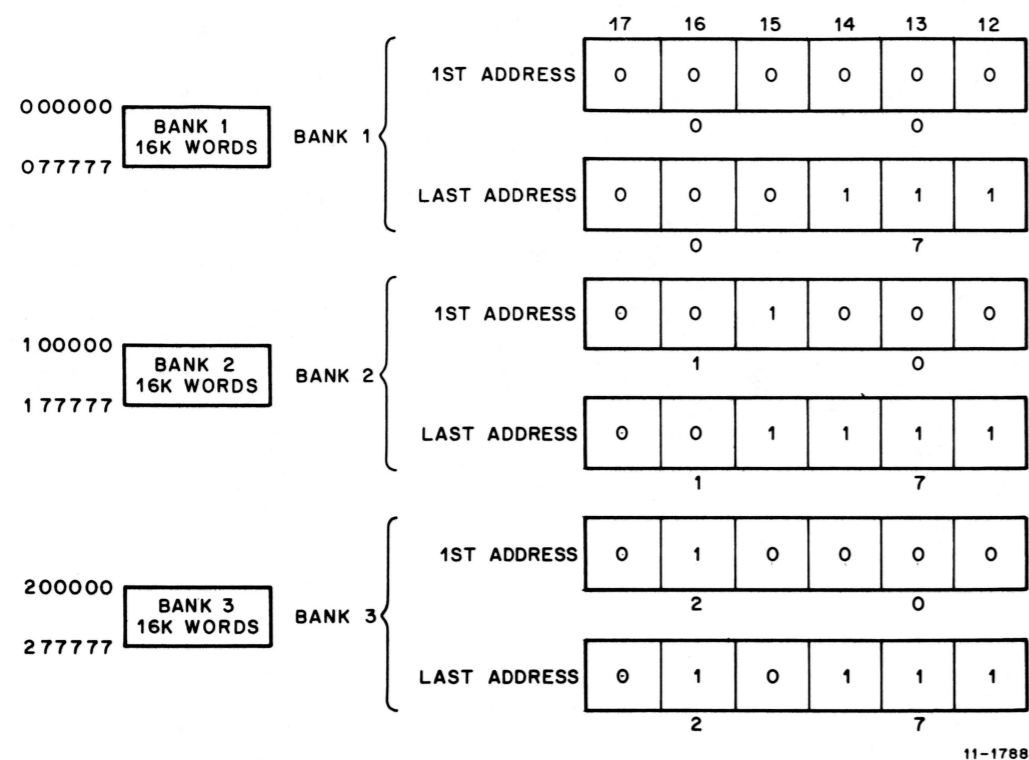 17 16 15 14 13 12
1ST ADDRESS 0 0 0 0 0 0
0 0
000000
BANK 1
16K WORDS
077777
BANK 1
LAST ADDRESS 0 0 0 1 1 1
0 7
1ST ADDRESS 0 0 1 0 0 0
1 0
100000
BANK 2
16K WORDS
177777
BANK 2
LAST ADDRESS 0 0 1 1 1 1
1 7
1ST ADDRESS 0 1 0 0 0 0
2 0
200000
BANK 3
16K WORDS
277777
BANK 3
LAST ADDRESS 0 1 0 1 1 1
2 7
11-1788